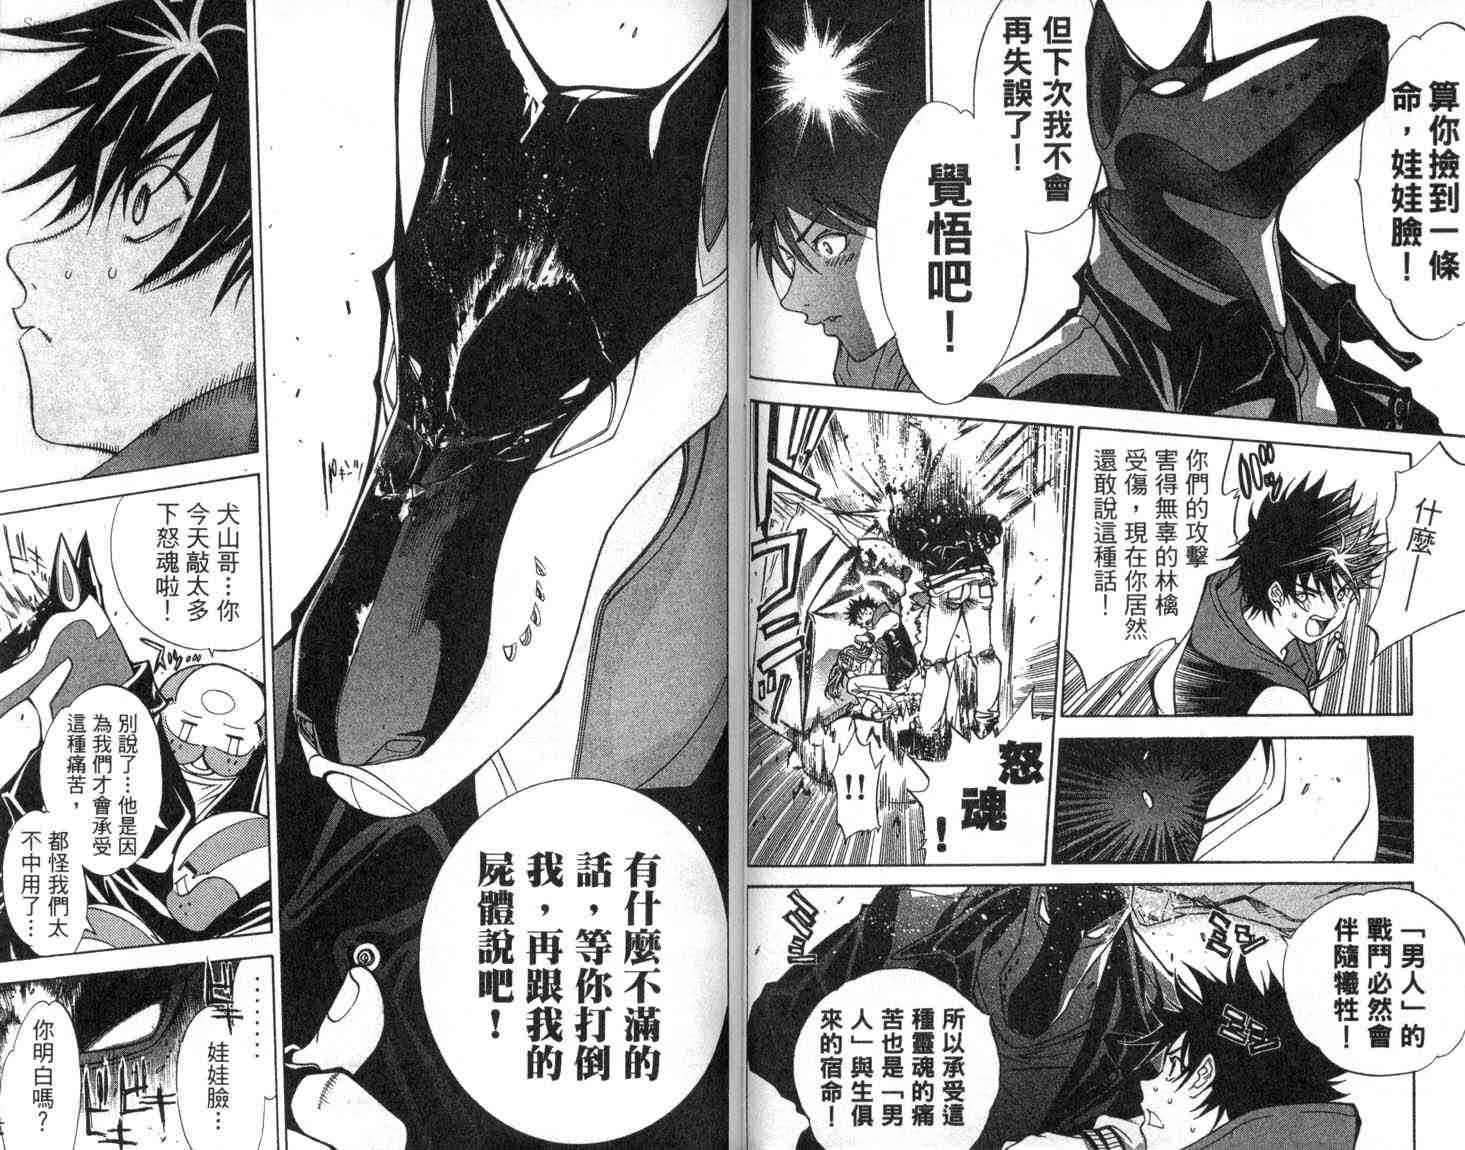 算你撿到一條
命，娃娃臉！
但下次我不會
再失誤了！
覺悟吧！
什麼—
你們的攻擊
害得無辜的林檎
受傷，現在你居然
還敢說這種話！
怒
魂
！
！！
「男人」的
戰鬥必然會
伴隨犧牲！
所以承受這
種靈魂的痛
苦也是「男
人」與生俱
來的宿命！
有什麼不滿的
話，等你打倒
我，再跟我的
屍體說吧！
犬山哥…你
今天敲太多
下怒魂啦！
別說了…他是因
為我們才會承受
這種痛苦，
都怪我們太
不中用了…
………
娃娃臉…
你明白嗎？